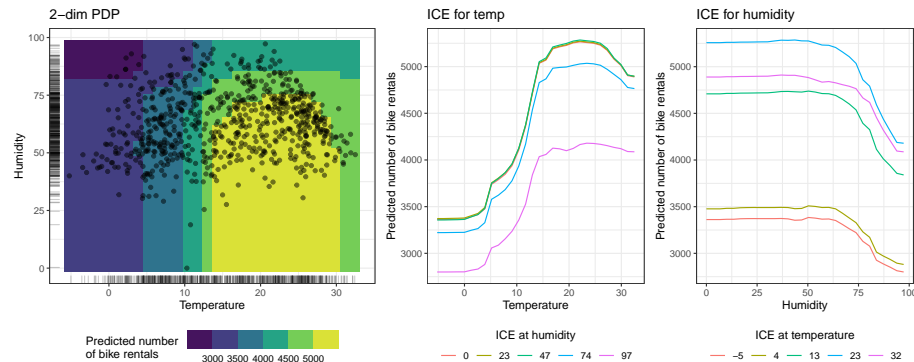 2-dim PDP
100
75
50
25
0
Humidity
0 10 20 30
Temperature
Predicted number
of bike rentals
3000 3500 4000 4500 5000
ICE for temp
5000
4500
4000
3500
3000
Predicted number of bike rentals
0 10 20 30
Temperature
ICE at humidity
0 23 47 74 97
ICE for humidity
5000
4500
4000
3500
3000
Predicted number of bike rentals
0 25 50 75 100
Humidity
ICE at temperature
−5 4 13 23 32